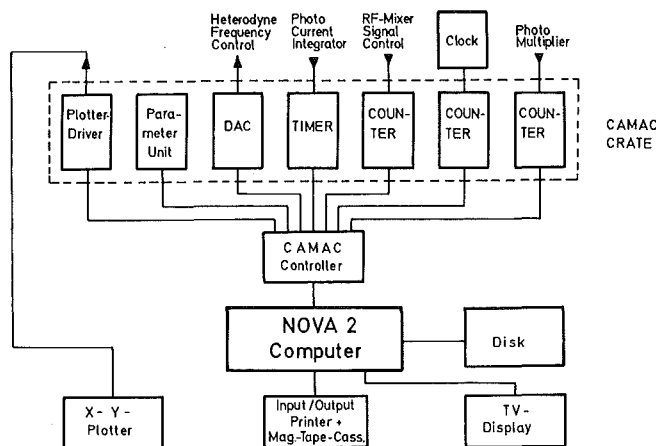 Heterodyne
Frequency
Control
Photo
Current
Integrator
RF-Mixer
Signal
Control
Clock
Photo
Multiplier
Plotter-
Driver
Para-
meter
Unit
DAC
TIMER
COUN-
TER
COUN-
TER
COUN-
TER
CAMAC
CRATE
CAMAC
Controller
NOVA 2
Computer
Disk
X- Y-
Plotter
Input/Output
Printer +
Mag.-Tape-Cass.
TV-
Display